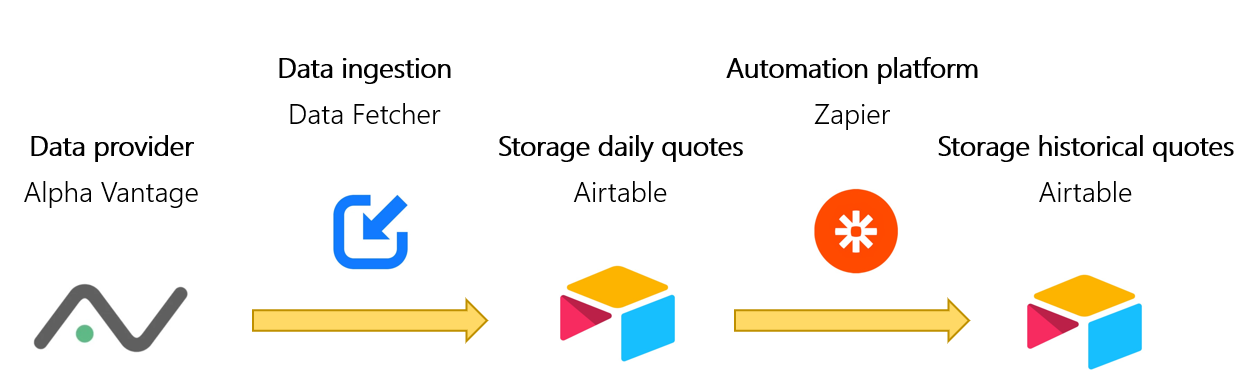 Data ingestion
Data Fetcher
Automation platform
Zapier
Data provider
Alpha Vantage
Storage daily quotes
Airtable
Storage historical quotes
Airtable